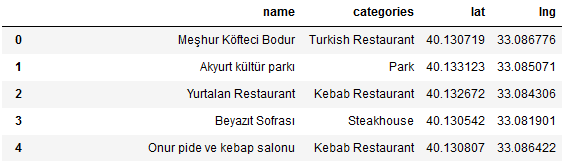 name categories lat lng
0 Meşhur Köfteci Bodur Turkish Restaurant 40.130719 33.086776
1 Akyurt kültür parkı Park 40.133123 33.085071
2 Yurtalan Restaurant Kebab Restaurant 40.132672 33.084306
3 Beyazıt Sofrası Steakhouse 40.130542 33.081901
4 Onur pide ve kebap salonu Kebab Restaurant 40.130807 33.086422